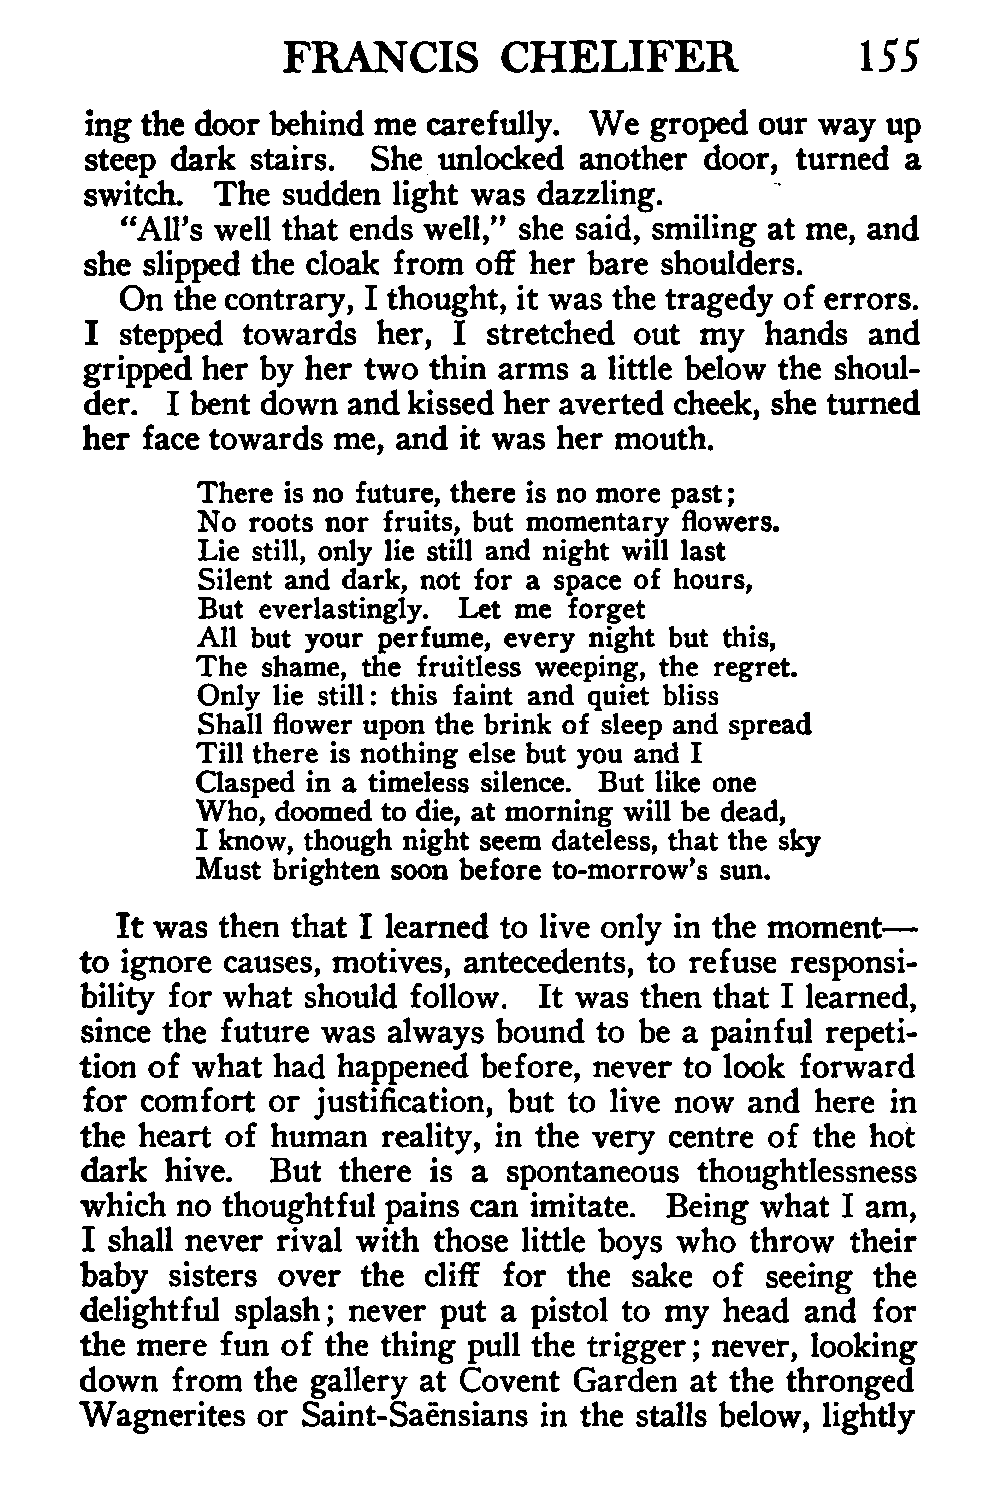 FRANCIS CHELIFER 155
ing the door behind me carefully. We groped our way up
steep dark stairs. She unlocked another door, turned a
switch. The sudden light was dazzling.
"All's well that ends well," she said, smiling at me, and
she slipped the cloak from off her bare shoulders.
On the contrary, I thought, it was the tragedy of errors.
I stepped towards her, I stretched out my hands and
gripped her by her two thin arms a little below the shoul-
der. I bent down and kissed her averted cheek, she turned
her face towards me, and it was her mouth.
There is no future, there is no more past;
No roots nor fruits, but momentary flowers.
Lie still, only lie still and night will last
Silent and dark, not for a space of hours,
But everlastingly. Let me forget
All but your perfume, every night but this,
The shame, the fruitless weeping, the regret.
Only lie still: this faint and quiet bliss
Shall flower upon the brink of sleep and spread
Till there is nothing else but you and I
Clasped in a timeless silence. But like one
Who, doomed to die, at morning will be dead,
I know, though night seem dateless, that the sky
Must brighten soon before to-morrow's sun.
It was then that I learned to live only in the moment—
to ignore causes, motives, antecedents, to refuse responsi-
bility for what should follow. It was then that I learned,
since the future was always bound to be a painful repeti-
tion of what had happened before, never to look forward
for comfort or justification, but to live now and here in
the heart of human reality, in the very centre of the hot
dark hive. But there is a spontaneous thoughtlessness
which no thoughtful pains can imitate. Being what I am,
I shall never rival with those little boys who throw their
baby sisters over the cliff for the sake of seeing the
delightful splash; never put a pistol to my head and for
the mere fun of the thing pull the trigger; never, looking
down from the gallery at Covent Garden at the thronged
Wagnerites or Saint-Saënsians in the stalls below, lightly